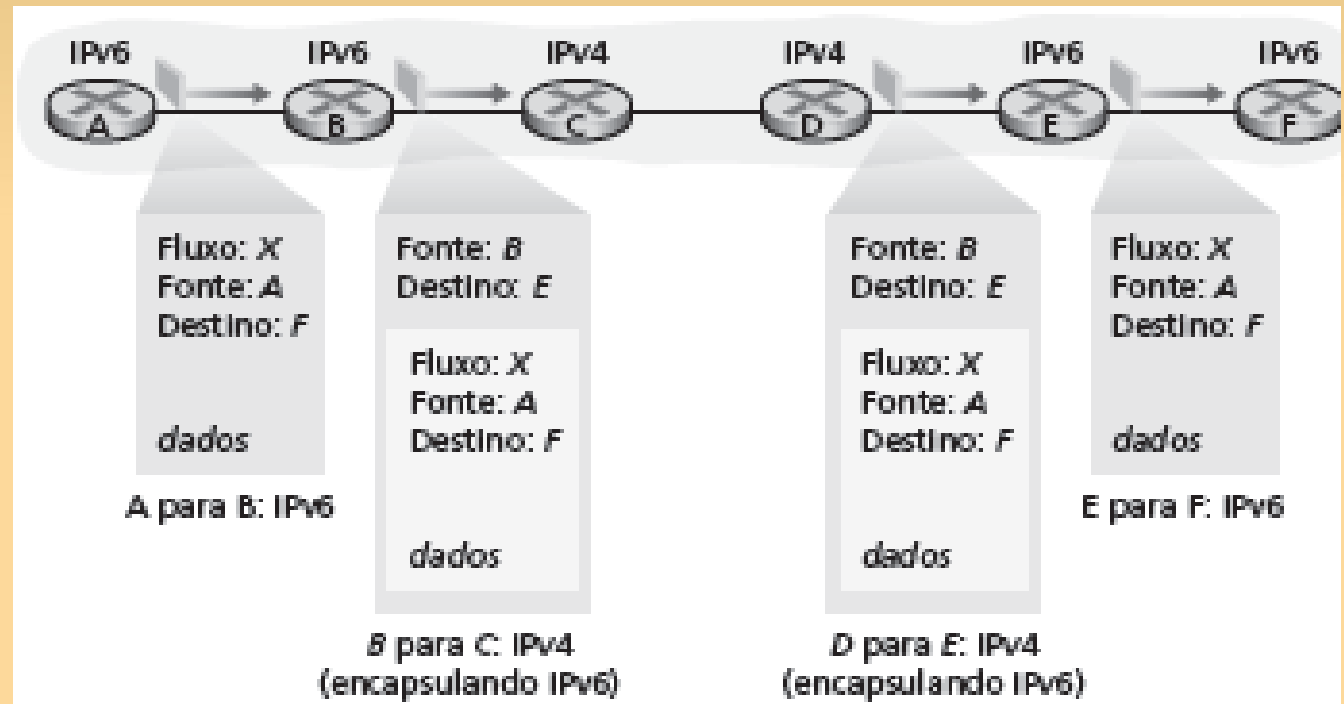 IPv6 IPv6 IPv4 IPv4 IPv6 IPv6
A B C D E F
Fluxo: X
Fonte: A
Destino: F
dados
A para B: IPv6
Fonte: B
Destino: E
Fluxo: X
Fonte: A
Destino: F
dados
B para C: IPv4
(encapsulando IPv6)
Fonte: B
Destino: E
Fluxo: X
Fonte: A
Destino: F
dados
D para E: IPv4
(encapsulando IPv6)
Fluxo: X
Fonte: A
Destino: F
dados
E para F: IPv6